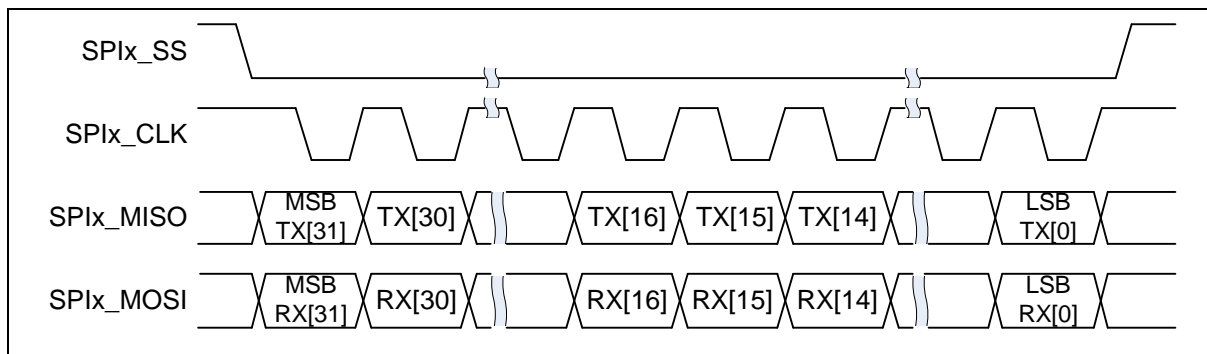 SPIx_SS
SPIx_CLK
SPIx_MISO
MSB
TX[31]
TX[30]
TX[16]
TX[15]
TX[14]
LSB
TX[0]
SPIx_MOSI
MSB
RX[31]
RX[30]
RX[16]
RX[15]
RX[14]
LSB
RX[0]